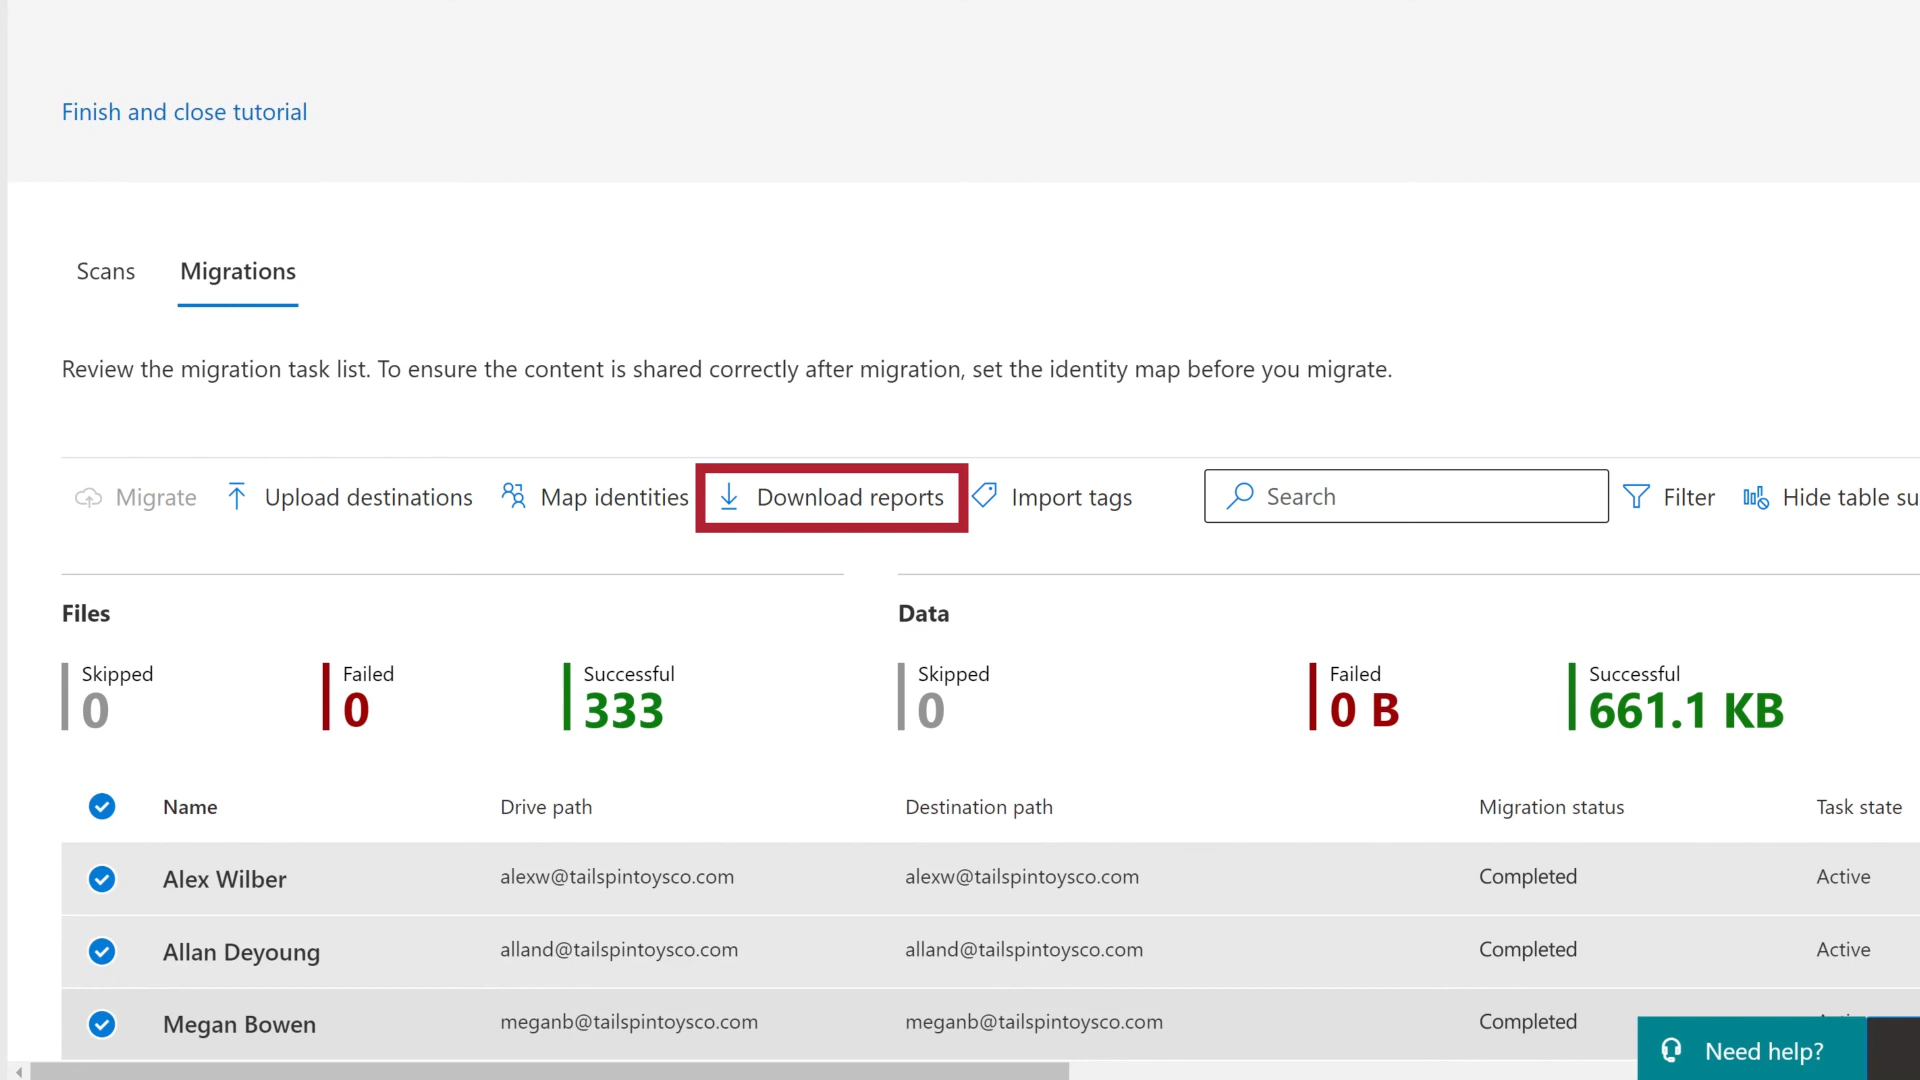 Finish and close tutorial
Scans Migrations
Review the migration task list. To ensure the content is shared correctly after migration, set the identity map before you migrate.
Migrate Upload destinations Map identities Download reports Import tags Search Filter Hide table su
Files Data
Skipped Failed Successful Skipped Failed Successful
0 0 333 0 0 B 661.1 KB
Name Drive path Destination path Migration status Task state
Alex Wilber alexw@tailspintoysco.com alexw@tailspintoysco.com Completed Active
Allan Deyoung alland@tailspintoysco.com alland@tailspintoysco.com Completed Active
Megan Bowen meganb@tailspintoysco.com meganb@tailspintoysco.com Completed
Need help?